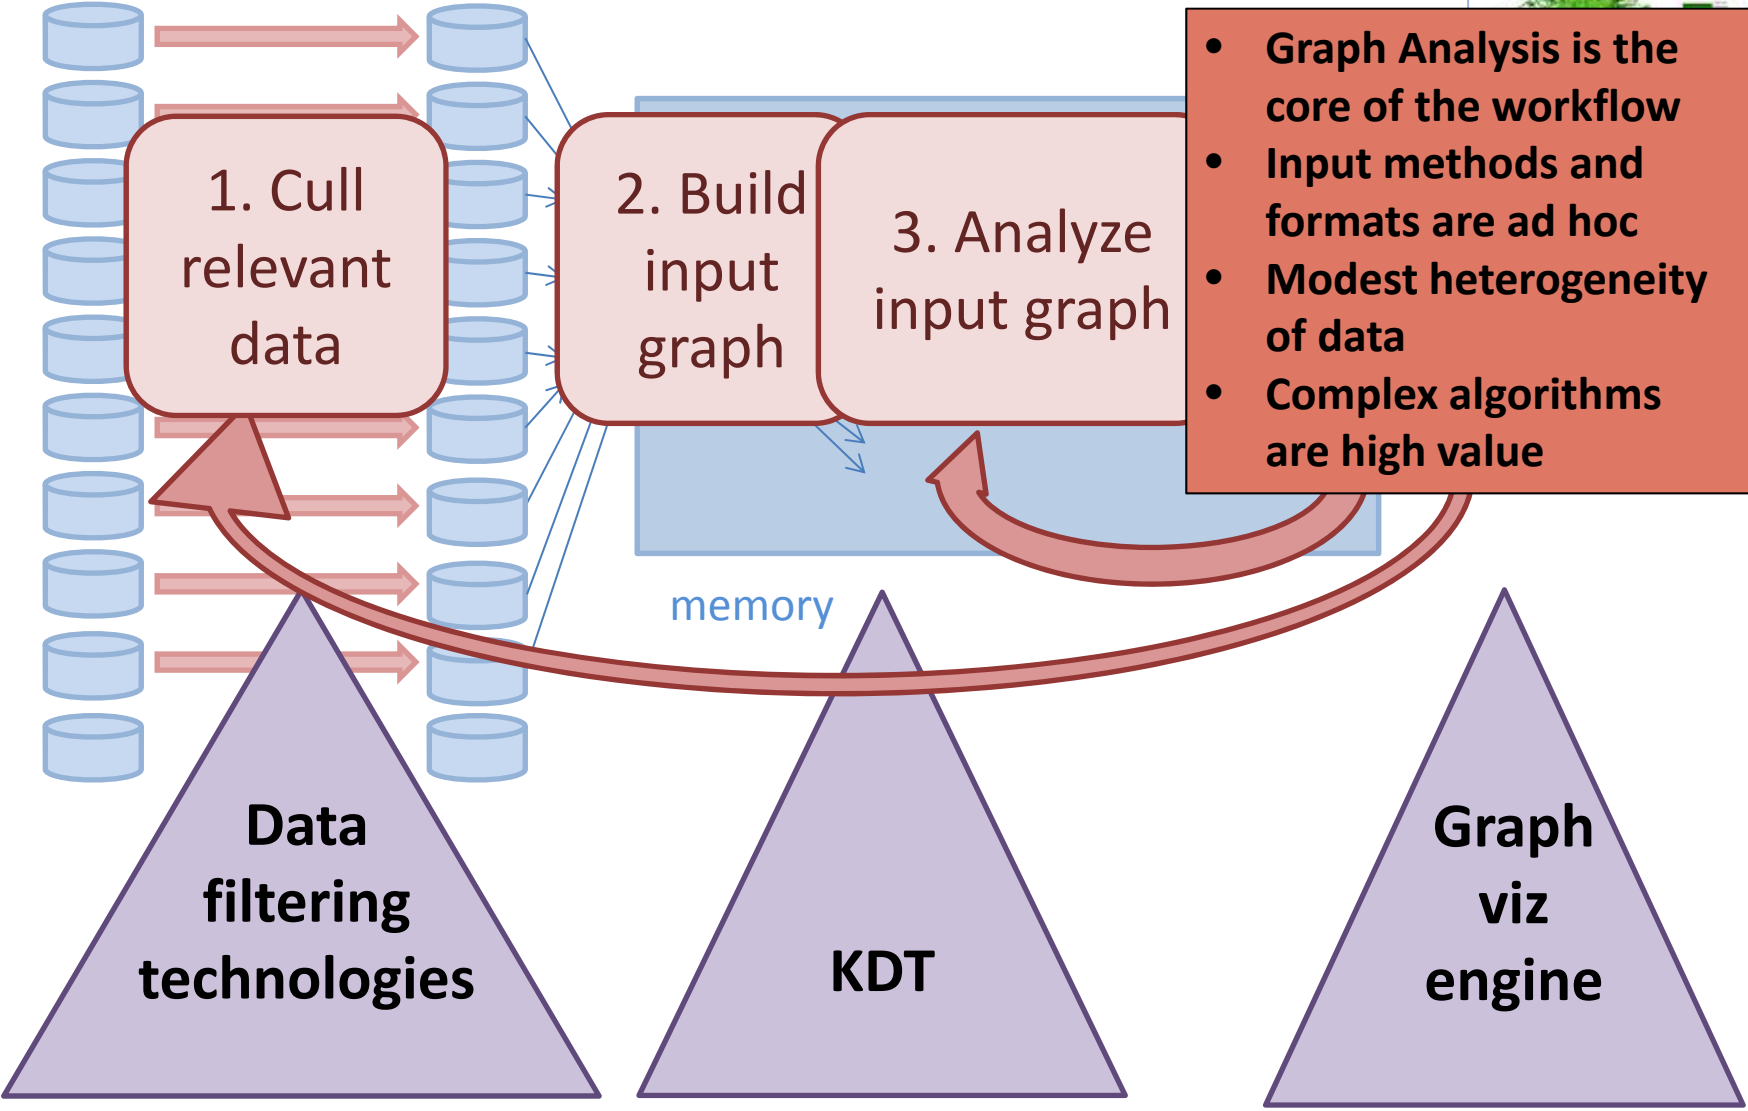 1. Cull
relevant
data
2. Build
input
graph
3. Analyze
input graph
• Graph Analysis is the
core of the workflow
• Input methods and
formats are ad hoc
• Modest heterogeneity
of data
• Complex algorithms
are high value
memory
Data
filtering
technologies
KDT
Graph
viz
engine